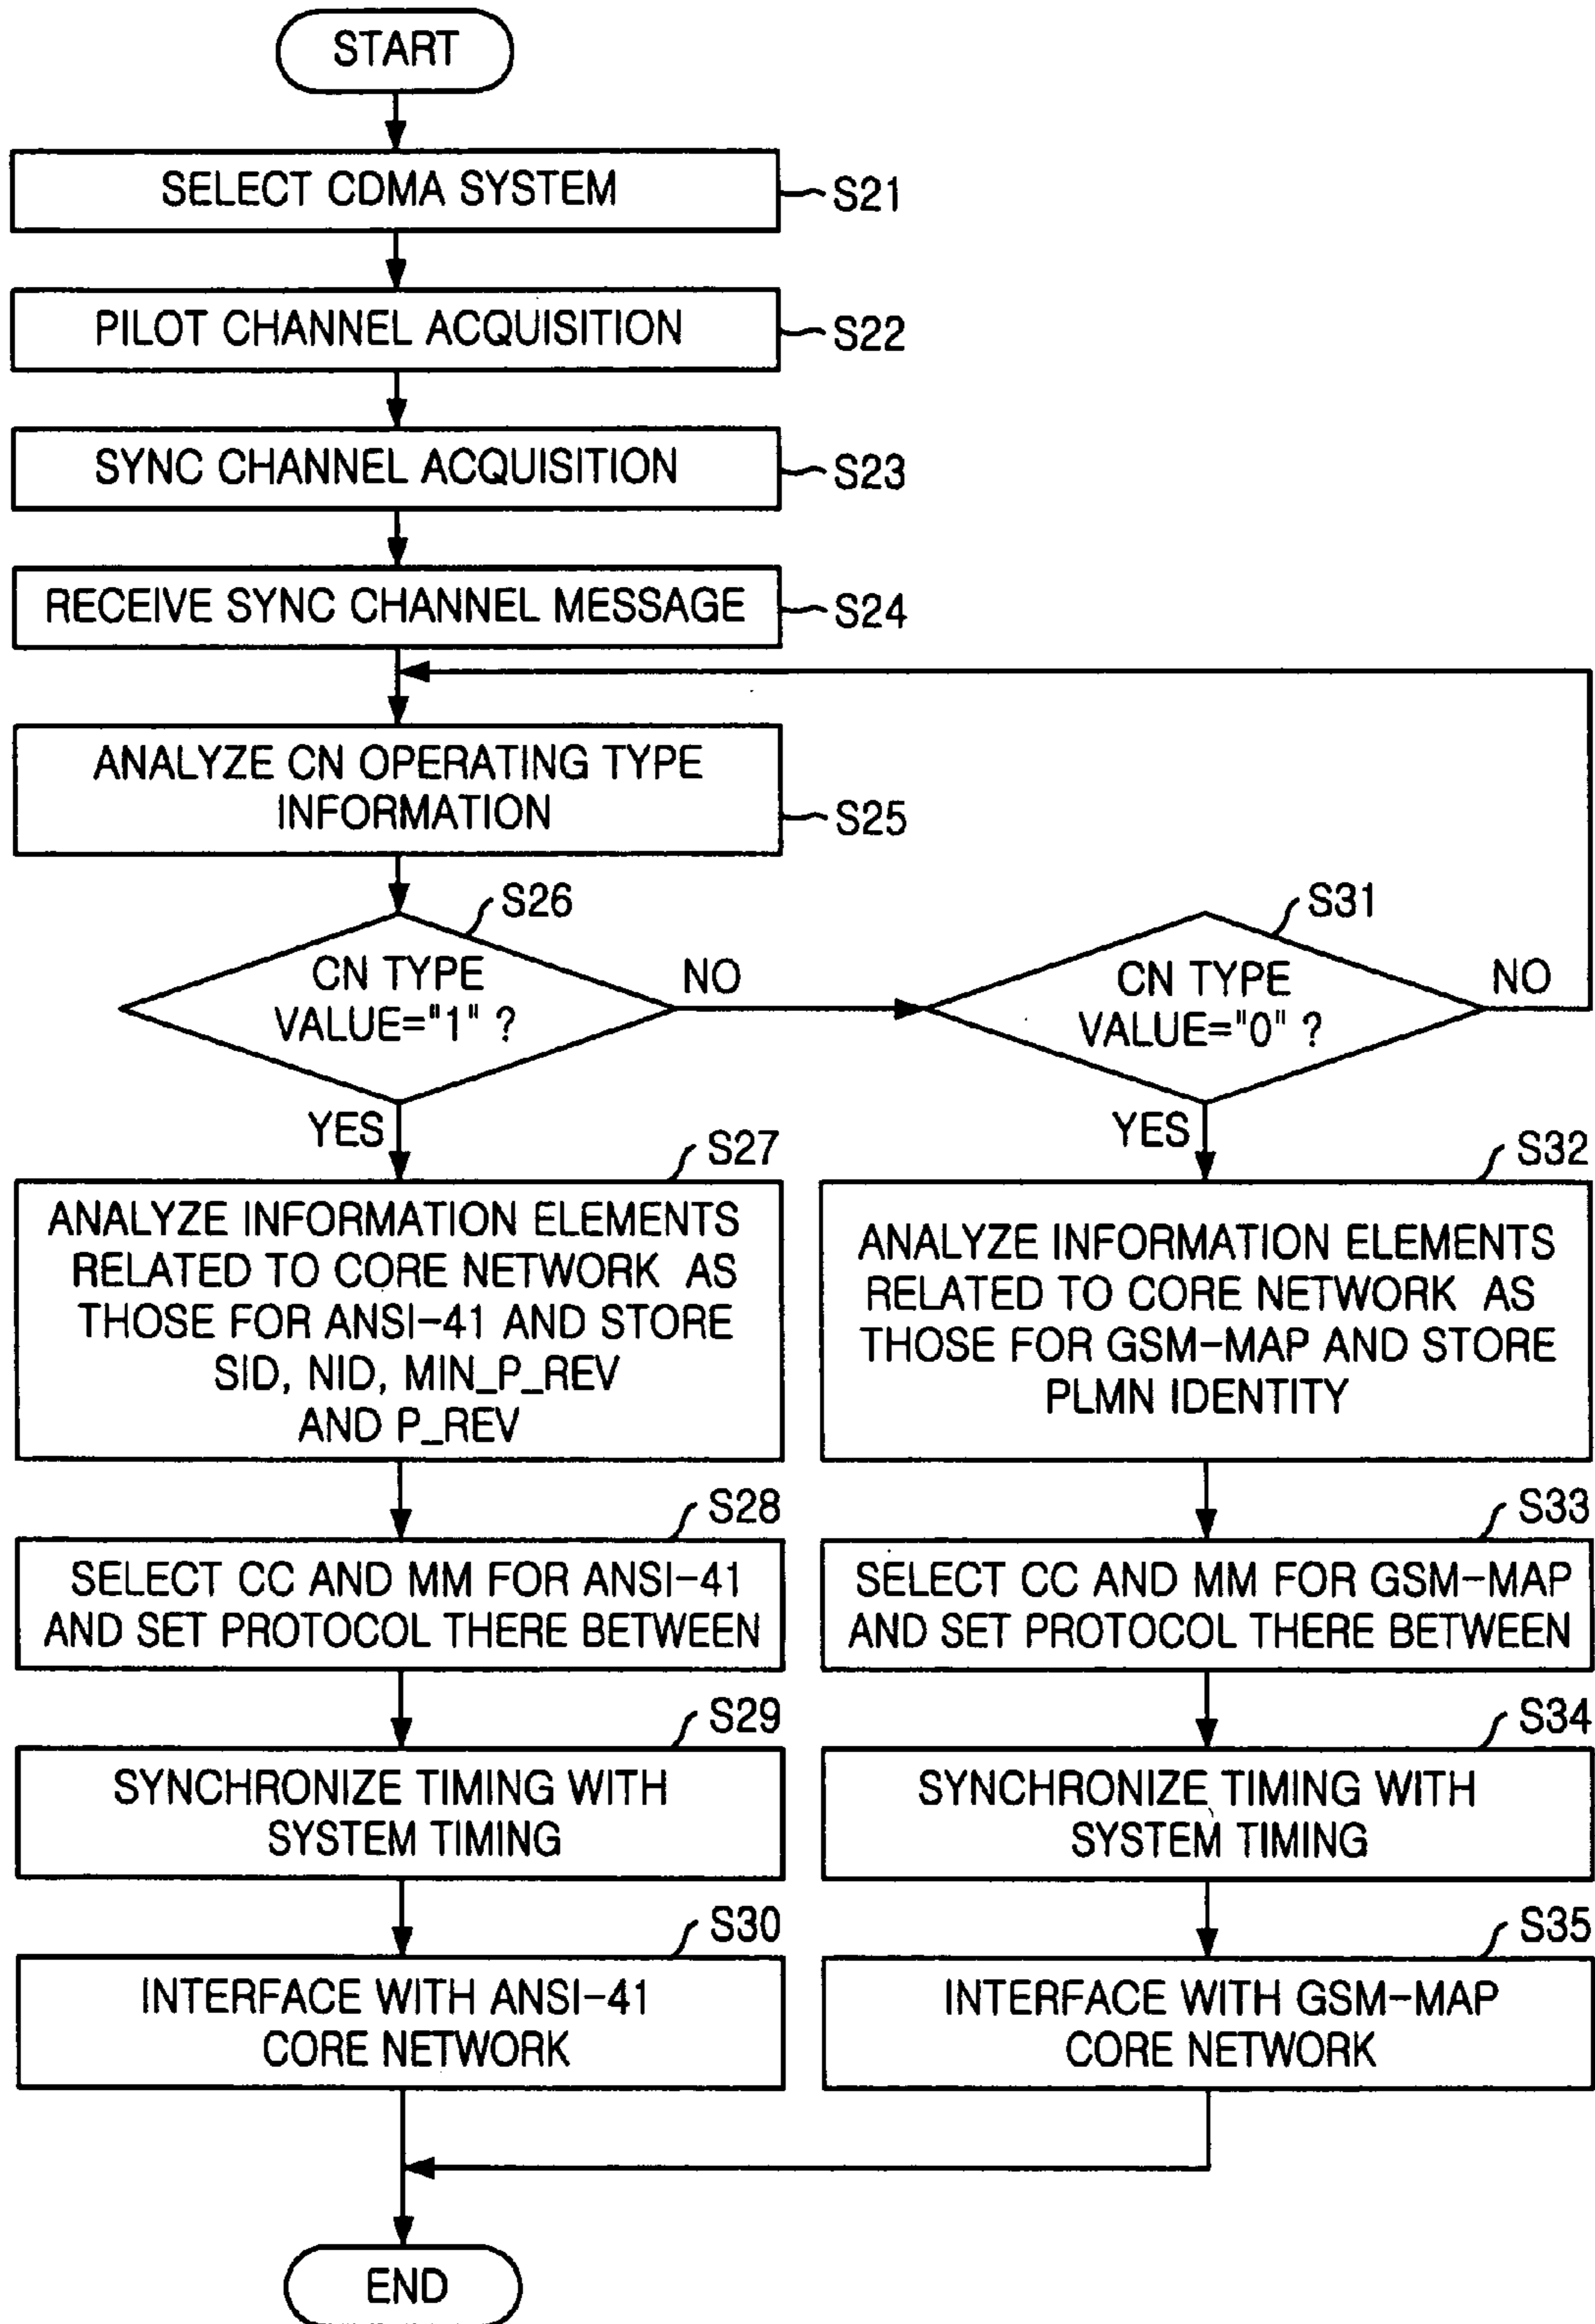 START
SELECT CDMA SYSTEM
S21
PILOT CHANNEL ACQUISITION
S22
SYNC CHANNEL ACQUISITION
S23
RECEIVE SYNC CHANNEL MESSAGE
S24
ANALYZE CN OPERATING TYPE
INFORMATION
S25
S26
CN TYPE
VALUE="1" ?
NO
YES
S31
CN TYPE
VALUE="0" ?
NO
YES
S27
ANALYZE INFORMATION ELEMENTS
RELATED TO CORE NETWORK AS
THOSE FOR ANSI-41 AND STORE
SID, NID, MIN_P_REV
AND P_REV
S32
ANALYZE INFORMATION ELEMENTS
RELATED TO CORE NETWORK AS
THOSE FOR GSM-MAP AND STORE
PLMN IDENTITY
S28
SELECT CC AND MM FOR ANSI-41
AND SET PROTOCOL THERE BETWEEN
S33
SELECT CC AND MM FOR GSM-MAP
AND SET PROTOCOL THERE BETWEEN
S29
SYNCHRONIZE TIMING WITH
SYSTEM TIMING
S34
SYNCHRONIZE TIMING WITH
SYSTEM TIMING
S30
INTERFACE WITH ANSI-41
CORE NETWORK
S35
INTERFACE WITH GSM-MAP
CORE NETWORK
END